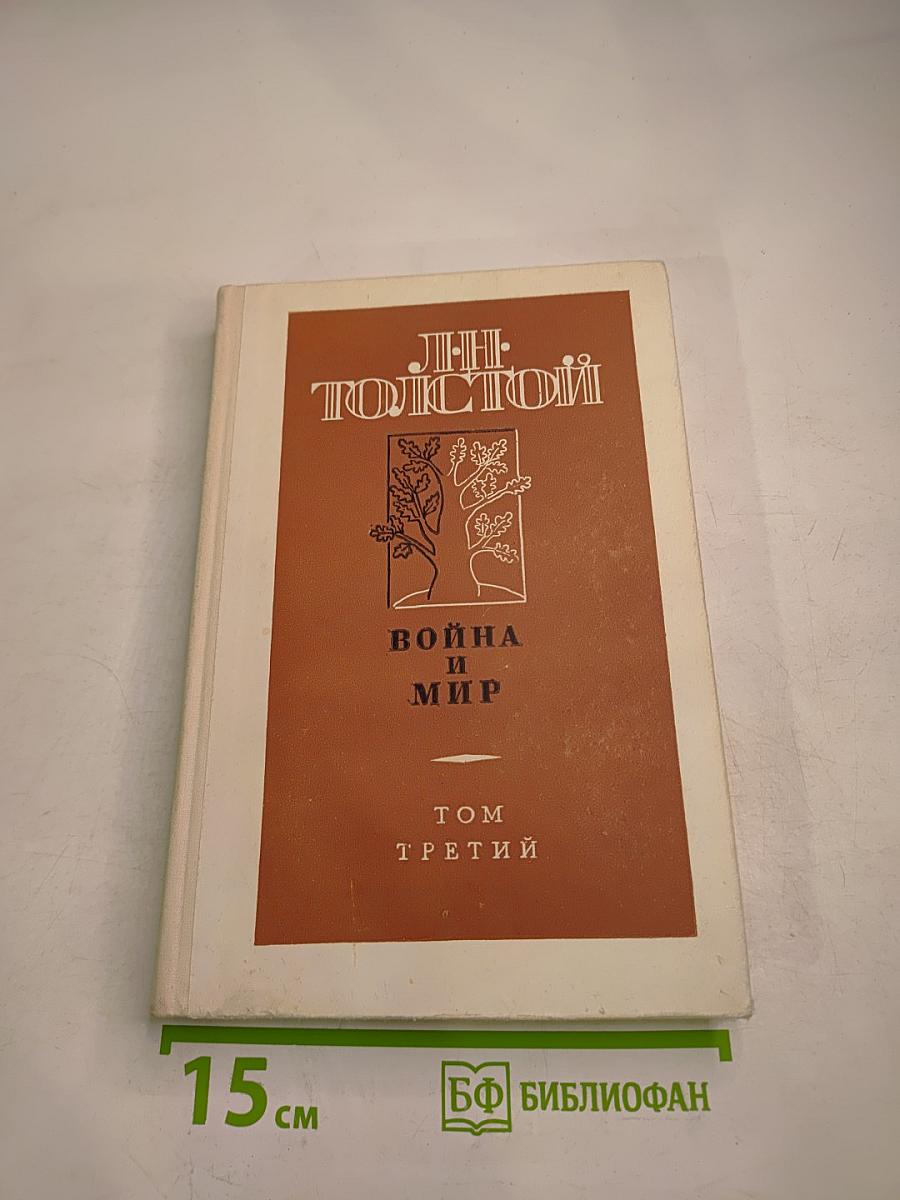 Л·Н·
ТОЛСТОЙ
ВОЙНА
И
МИР
ТОМ
ТРЕТИЙ
15 см
БФ БИБЛИОФАН